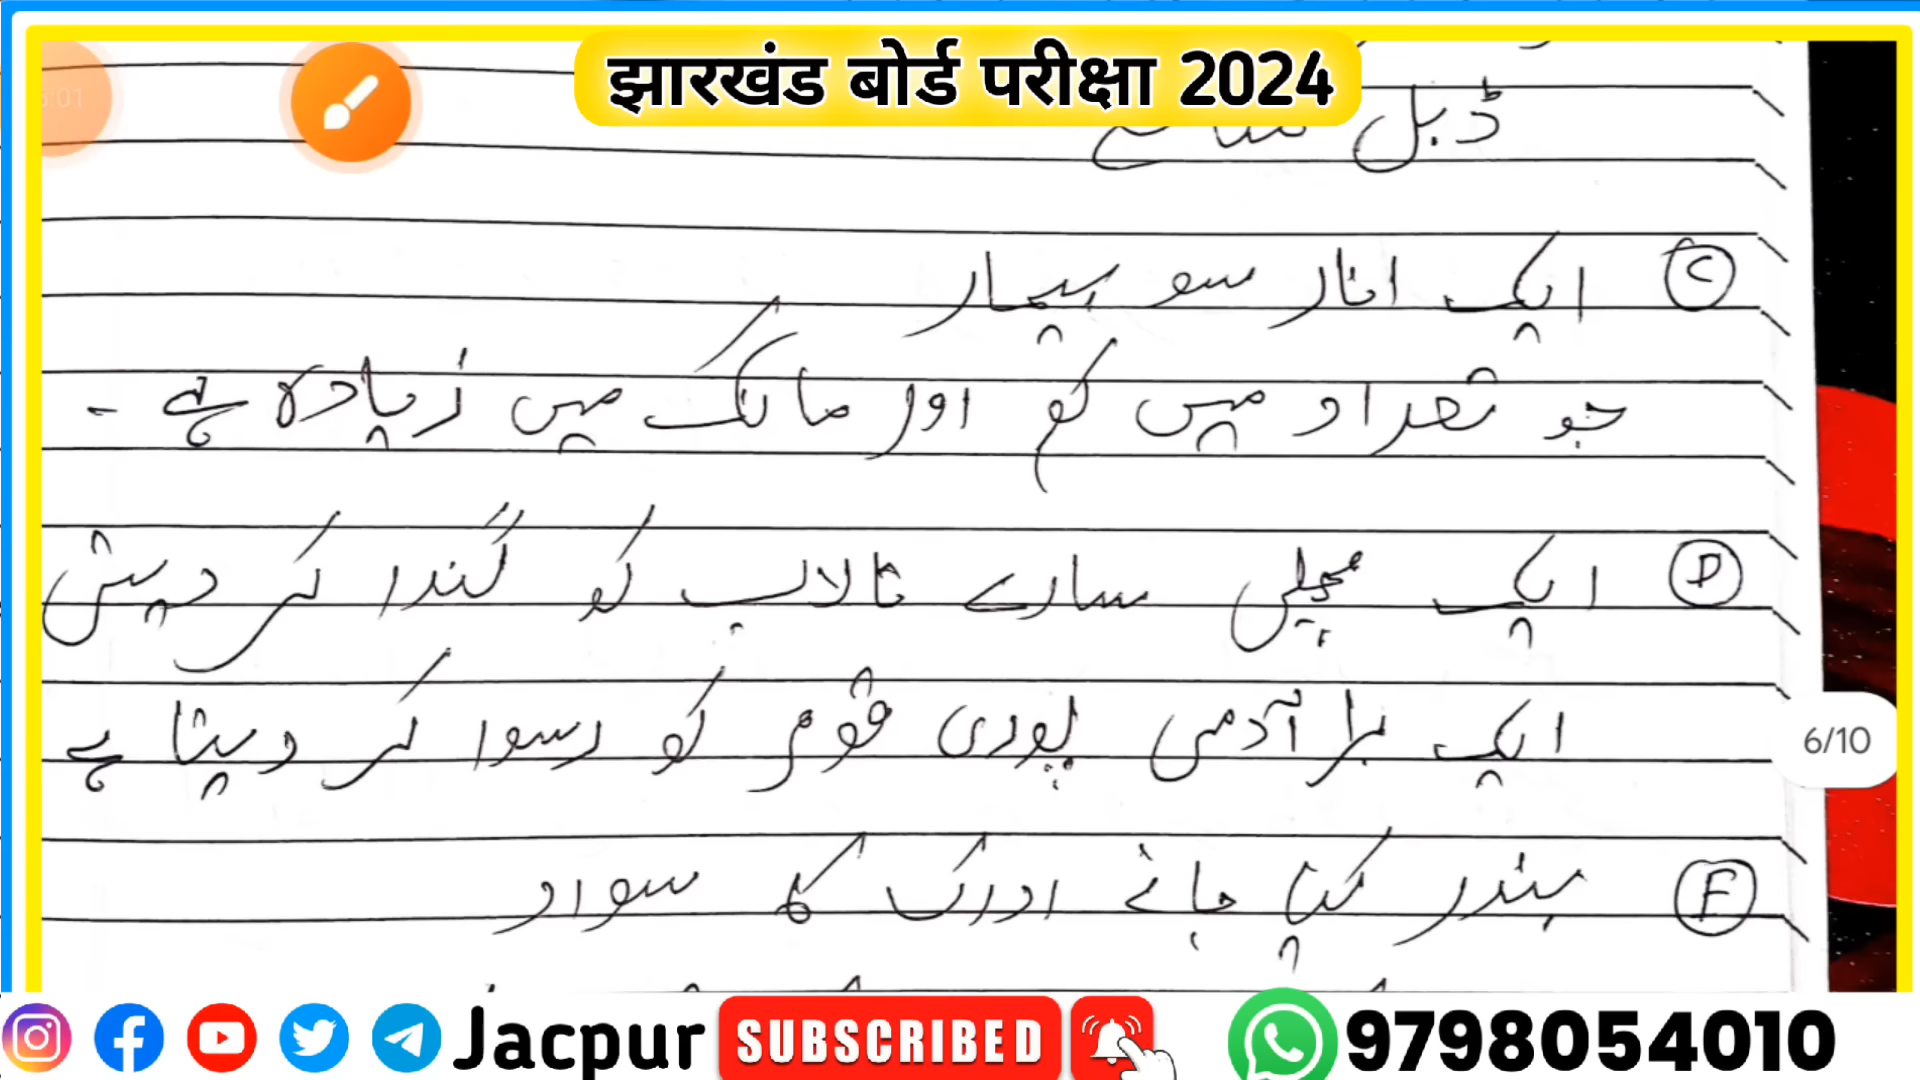 झारखंड बोर्ड परीक्षा 2024
5:01
ڈبل
C ایک انار سو بیمار
جو تعداد میں کم اور مانگ میں زیادہ ہے -
D ایک مچھلی سارے تالاب کو گندا کر
ایک برا آدمی پوری قوم کو رسوا کر دیتا ہے
6/10
F بندر کیا جانے ادرک کا سواد
Jacpur SUBSCRIBED 9798054010